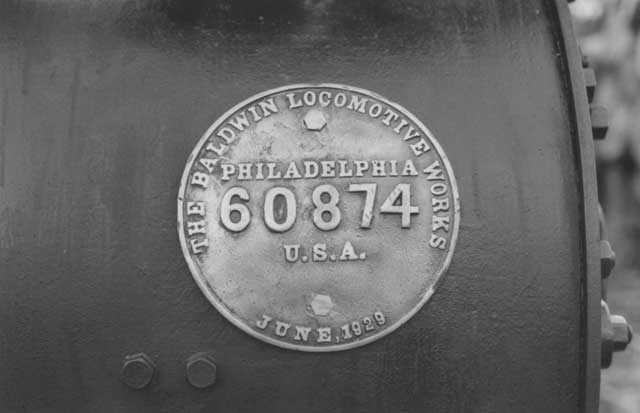 THE BALDWIN LOCOMOTIVE WORKS
PHILADELPHIA
60874
U.S.A.
JUNE, 1929